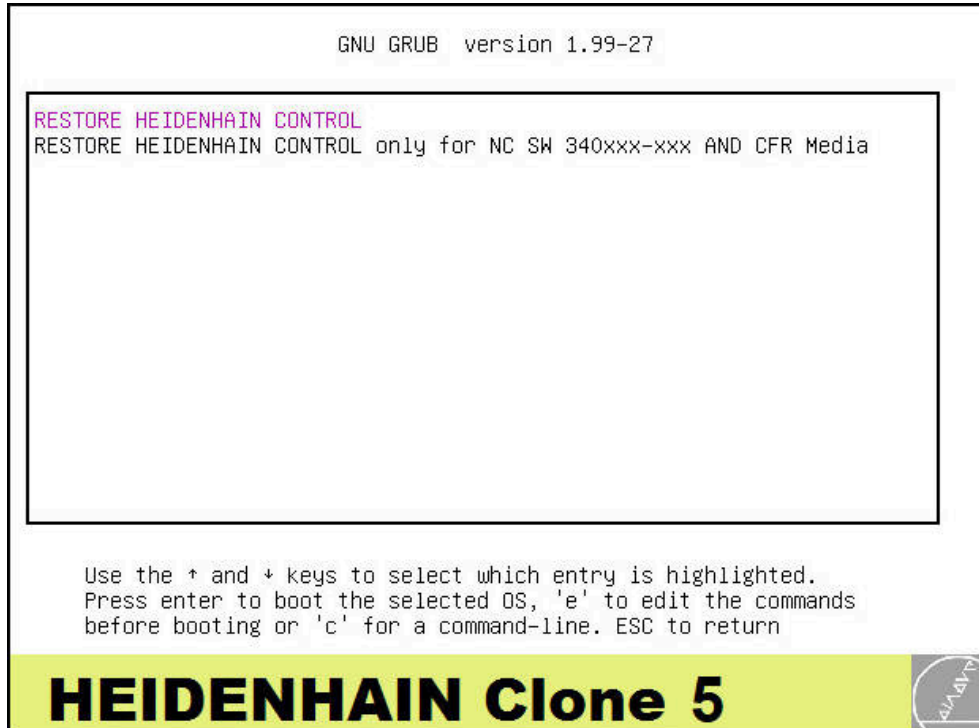 GNU GRUB version 1.99-27
RESTORE HEIDENHAIN CONTROL
RESTORE HEIDENHAIN CONTROL only for NC SW 340xxx-xxx AND CFR Media
Use the ↑ and ↓ keys to select which entry is highlighted.
Press enter to boot the selected OS, 'e' to edit the commands
before booting or 'c' for a command-line. ESC to return
HEIDENHAIN Clone 5